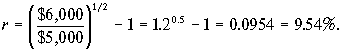 r = ($6,000 / $5,000)^1/2 − 1 = 1.2^0.5 − 1 = 0.0954 = 9.54%.